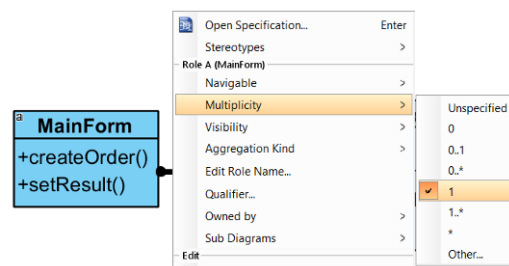 Open Specification... Enter
Stereotypes >
Role A (MainForm)
Navigable >
Multiplicity >
Visibility >
Aggregation Kind >
Edit Role Name...
Qualifier...
Owned by >
Sub Diagrams >
Edit
a
MainForm
+createOrder()
+setResult()
Unspecified
0
0..1
0..*
1
1..*
*
Other...